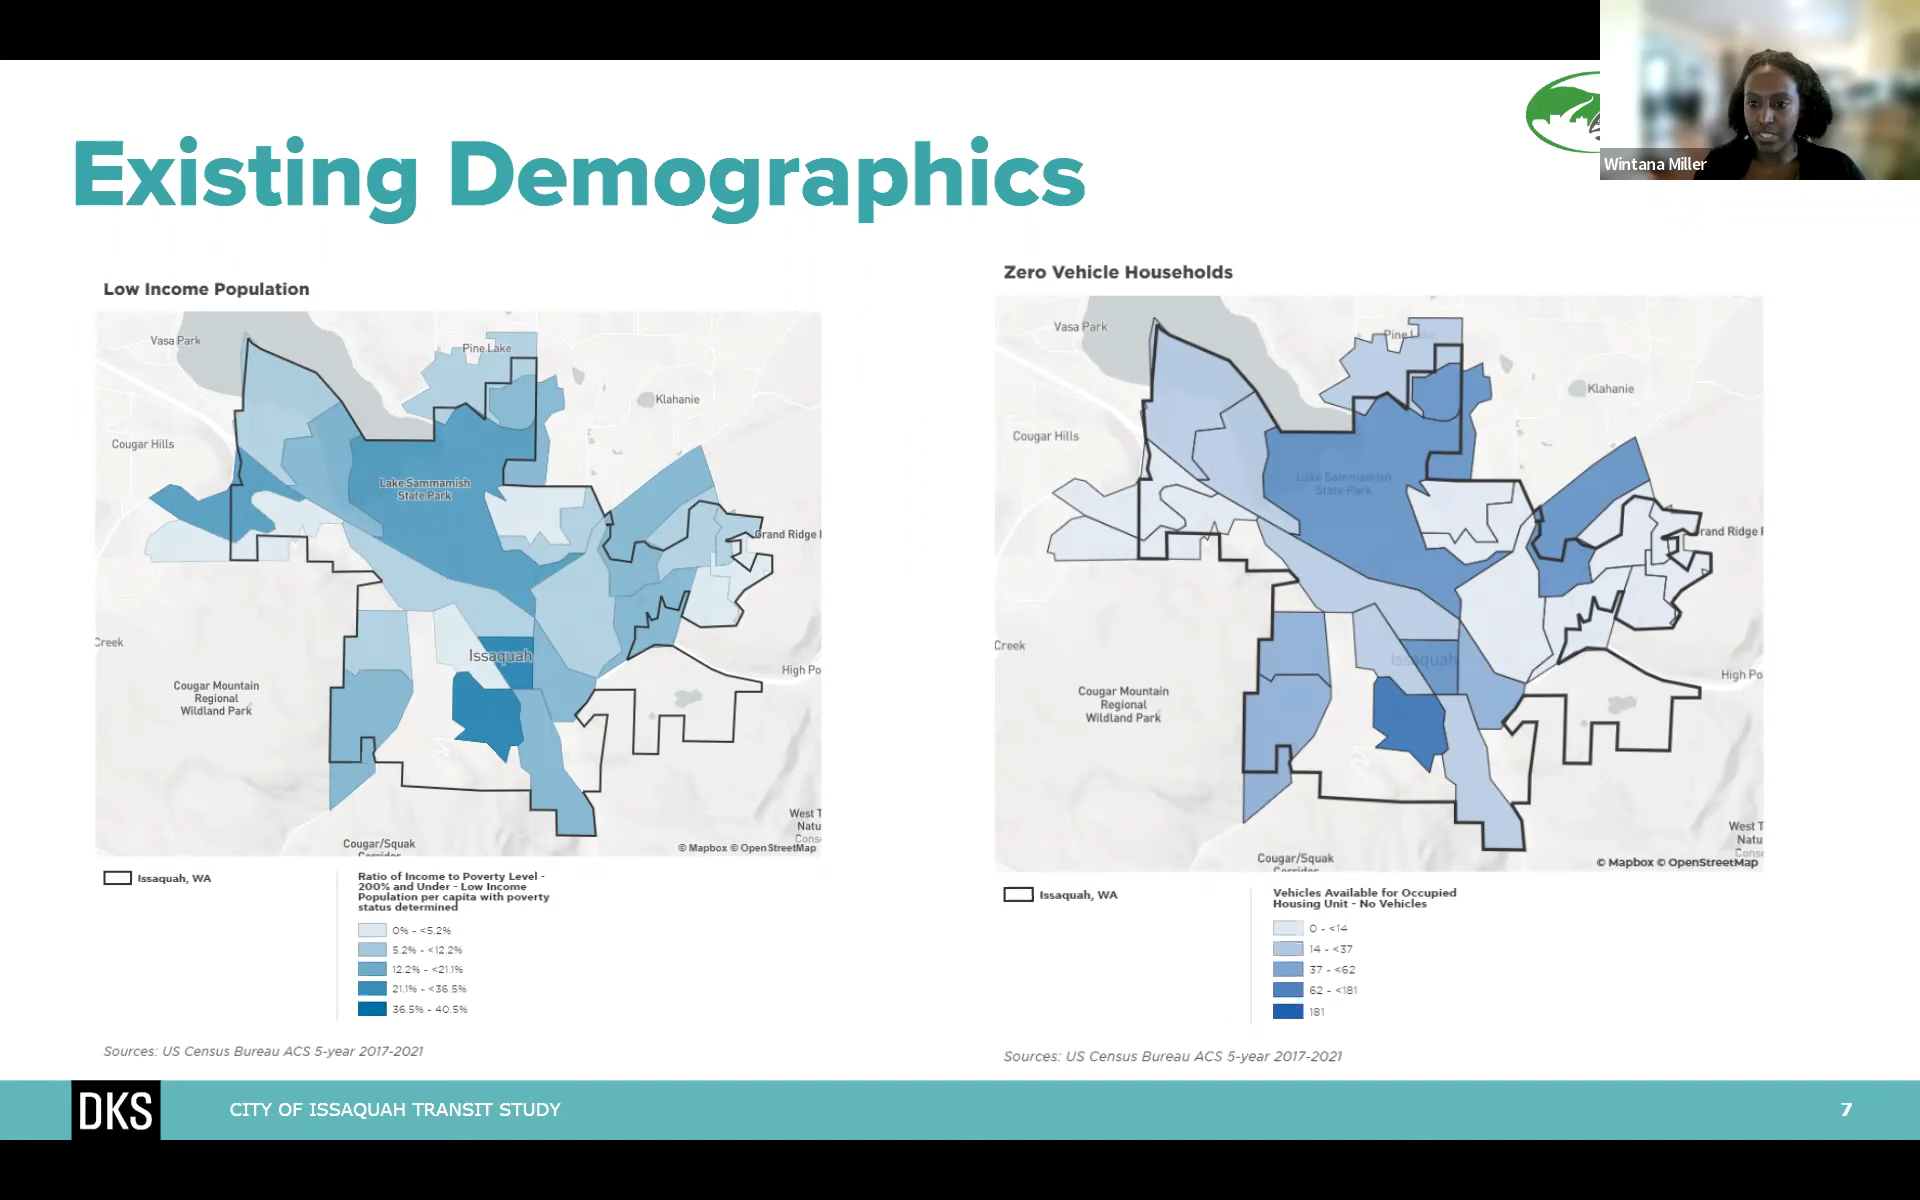 Wintana Miller
Existing Demographics
Low Income Population
Vasa Park
Pine Lake
Klahanie
Cougar Hills
Lake Sammamish
State Park
Grand Ridge
Creek
Issaquah
High Po
Cougar Mountain
Regional
Wildland Park
West T
Natu
Cons
Cougar/Squak
Corridor
© Mapbox © OpenStreetMap
Issaquah, WA
Ratio of Income to Poverty Level -
200% and Under - Low Income
Population per capita with poverty
status determined
0% - <5.2%
5.2% - <12.2%
12.2% - <21.1%
21.1% - <36.5%
36.5% - 40.5%
Sources: US Census Bureau ACS 5-year 2017-2021
Zero Vehicle Households
Vasa Park
Pine L
Klahanie
Cougar Hills
Lake Sammamish
State Park
rand Ridge
Creek
Issaquah
High Po
Cougar Mountain
Regional
Wildland Park
West T
Natu
Cons
Cougar/Squak
Corridor
© Mapbox © OpenStreetMap
Issaquah, WA
Vehicles Available for Occupied
Housing Unit - No Vehicles
0 - <14
14 - <37
37 - <62
62 - <181
181
Sources: US Census Bureau ACS 5-year 2017-2021
DKS
CITY OF ISSAQUAH TRANSIT STUDY
7